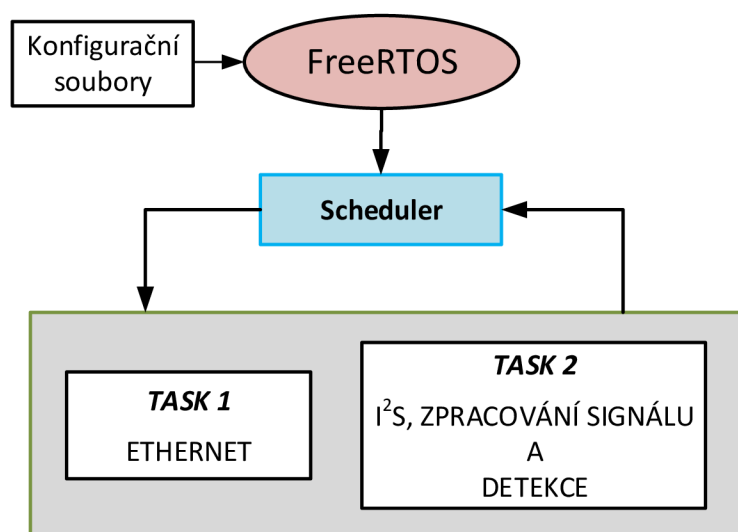 Konfigurační
soubory
FreeRTOS
Scheduler
TASK 1
ETHERNET
TASK 2
I²S, ZPRACOVÁNÍ SIGNÁLU
A
DETEKCE